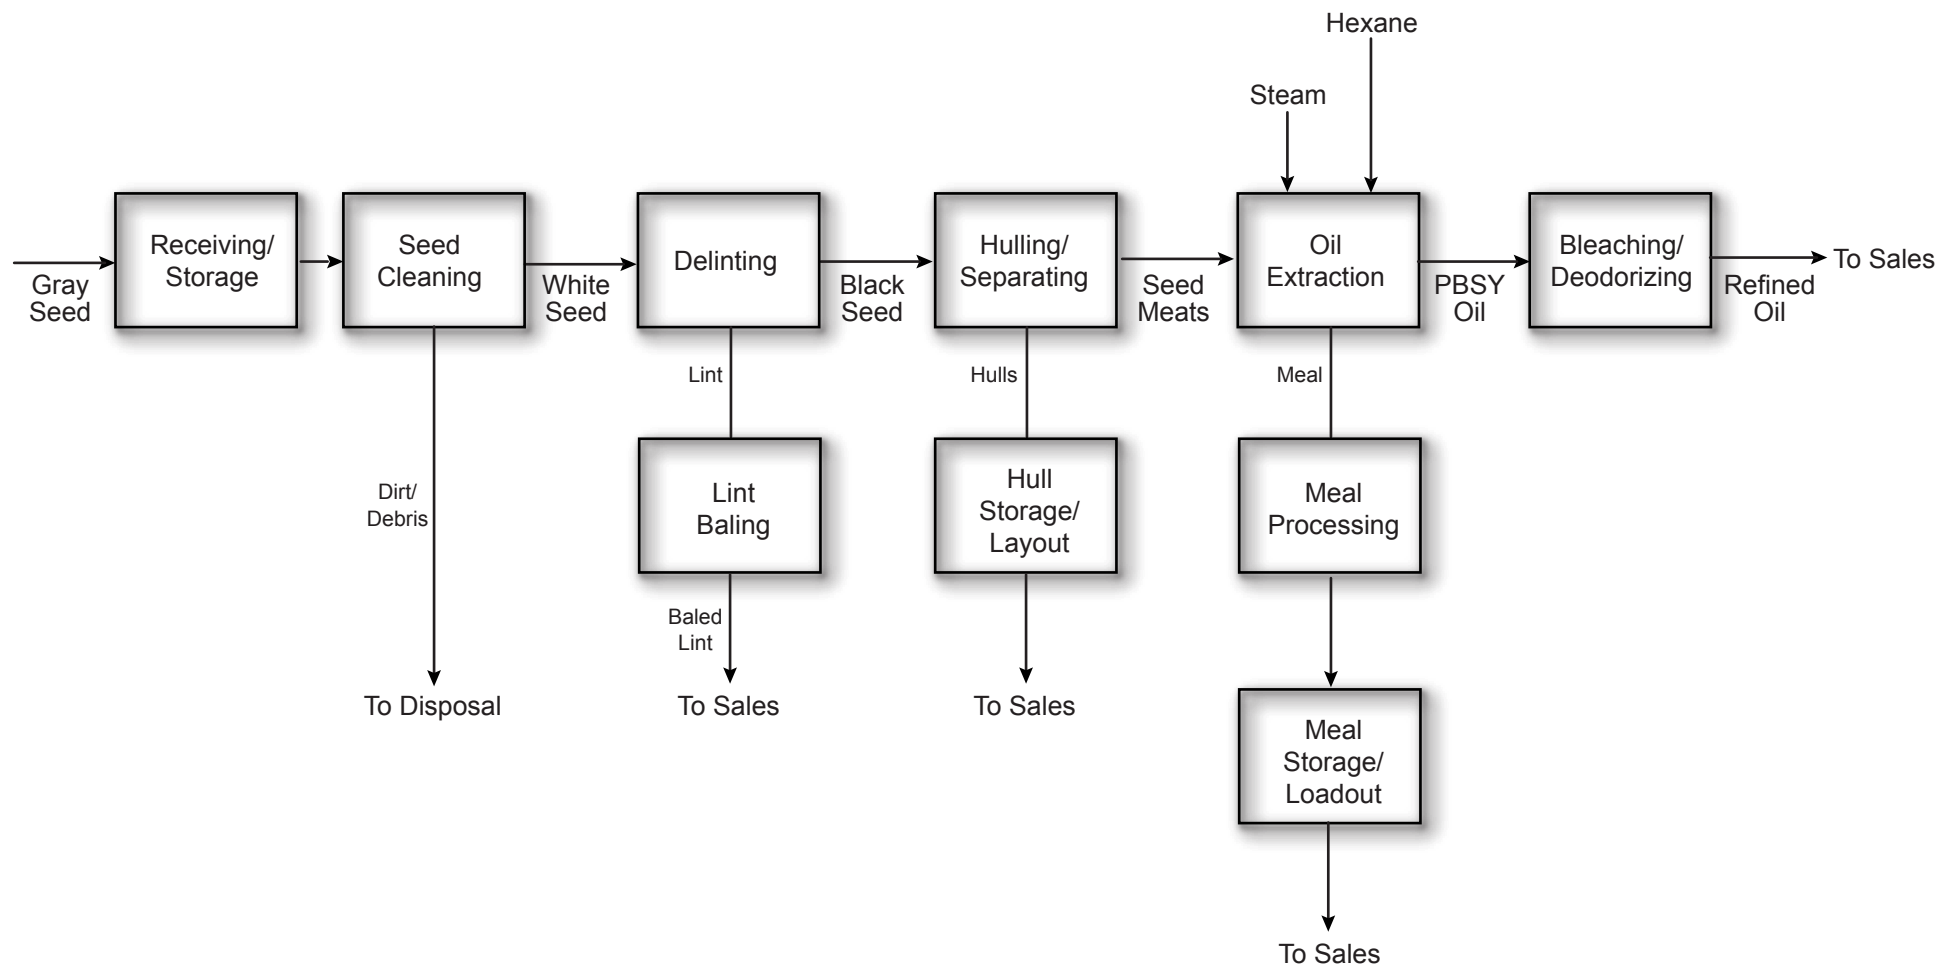 Hexane
Steam
Receiving/
Storage
Seed
Cleaning
Delinting
Hulling/
Separating
Oil
Extraction
Bleaching/
Deodorizing
To Sales
Gray
Seed
White
Seed
Black
Seed
Seed
Meats
PBSY
Oil
Refined
Oil
Lint
Hulls
Meal
Dirt/
Debris
Lint
Baling
Hull
Storage/
Layout
Meal
Processing
Baled
Lint
To Disposal
To Sales
To Sales
Meal
Storage/
Loadout
To Sales